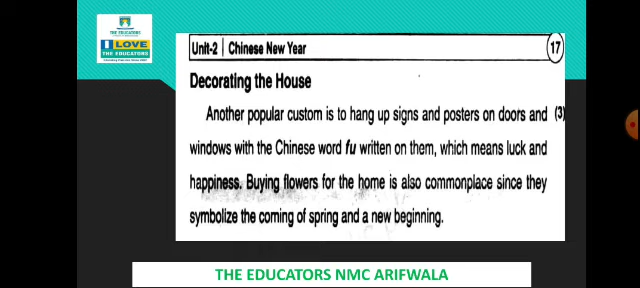 THE EDUCATORS
I LOVE
THE EDUCATORS
Unit-2 | Chinese New Year 17
Decorating the House
Another popular custom is to hang up signs and posters on doors and (3)
windows with the Chinese word fu written on them, which means luck and
happiness. Buying flowers for the home is also commonplace since they
symbolize the coming of spring and a new beginning.
THE EDUCATORS NMC ARIFWALA